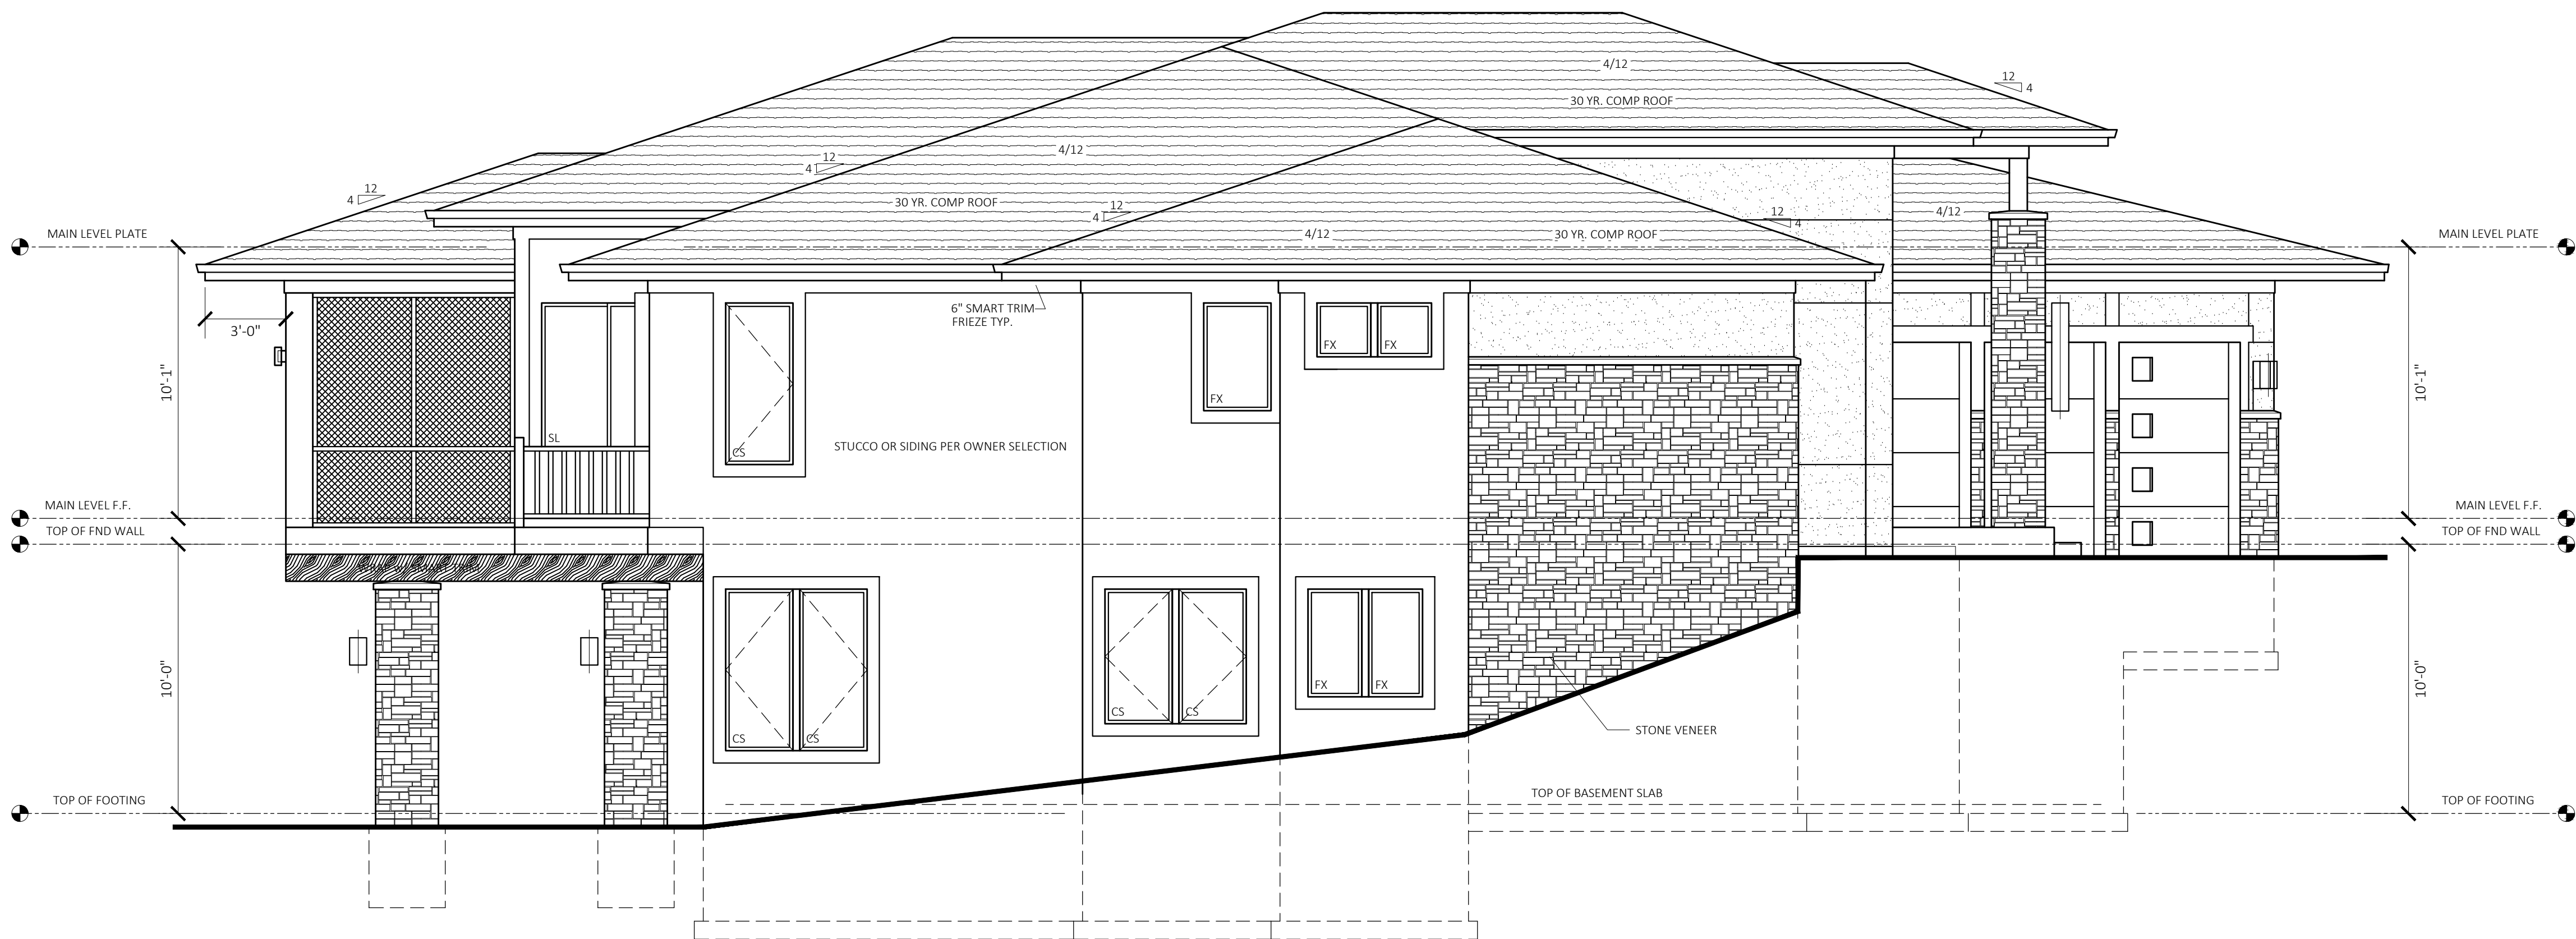 4/12
12
4
30 YR. COMP ROOF
4/12
12
4
12
4
30 YR. COMP ROOF
12
4
12
4
4/12
4/12
30 YR. COMP ROOF
MAIN LEVEL PLATE
MAIN LEVEL PLATE
3'-0"
6" SMART TRIM
FRIEZE TYP.
FX
FX
FX
10'-1"
10'-1"
SL
CS
STUCCO OR SIDING PER OWNER SELECTION
MAIN LEVEL F.F.
MAIN LEVEL F.F.
TOP OF FND WALL
TOP OF FND WALL
SMART TRIM
10'-0"
10'-0"
FX
FX
CS
CS
CS
CS
STONE VENEER
TOP OF BASEMENT SLAB
TOP OF FOOTING
TOP OF FOOTING